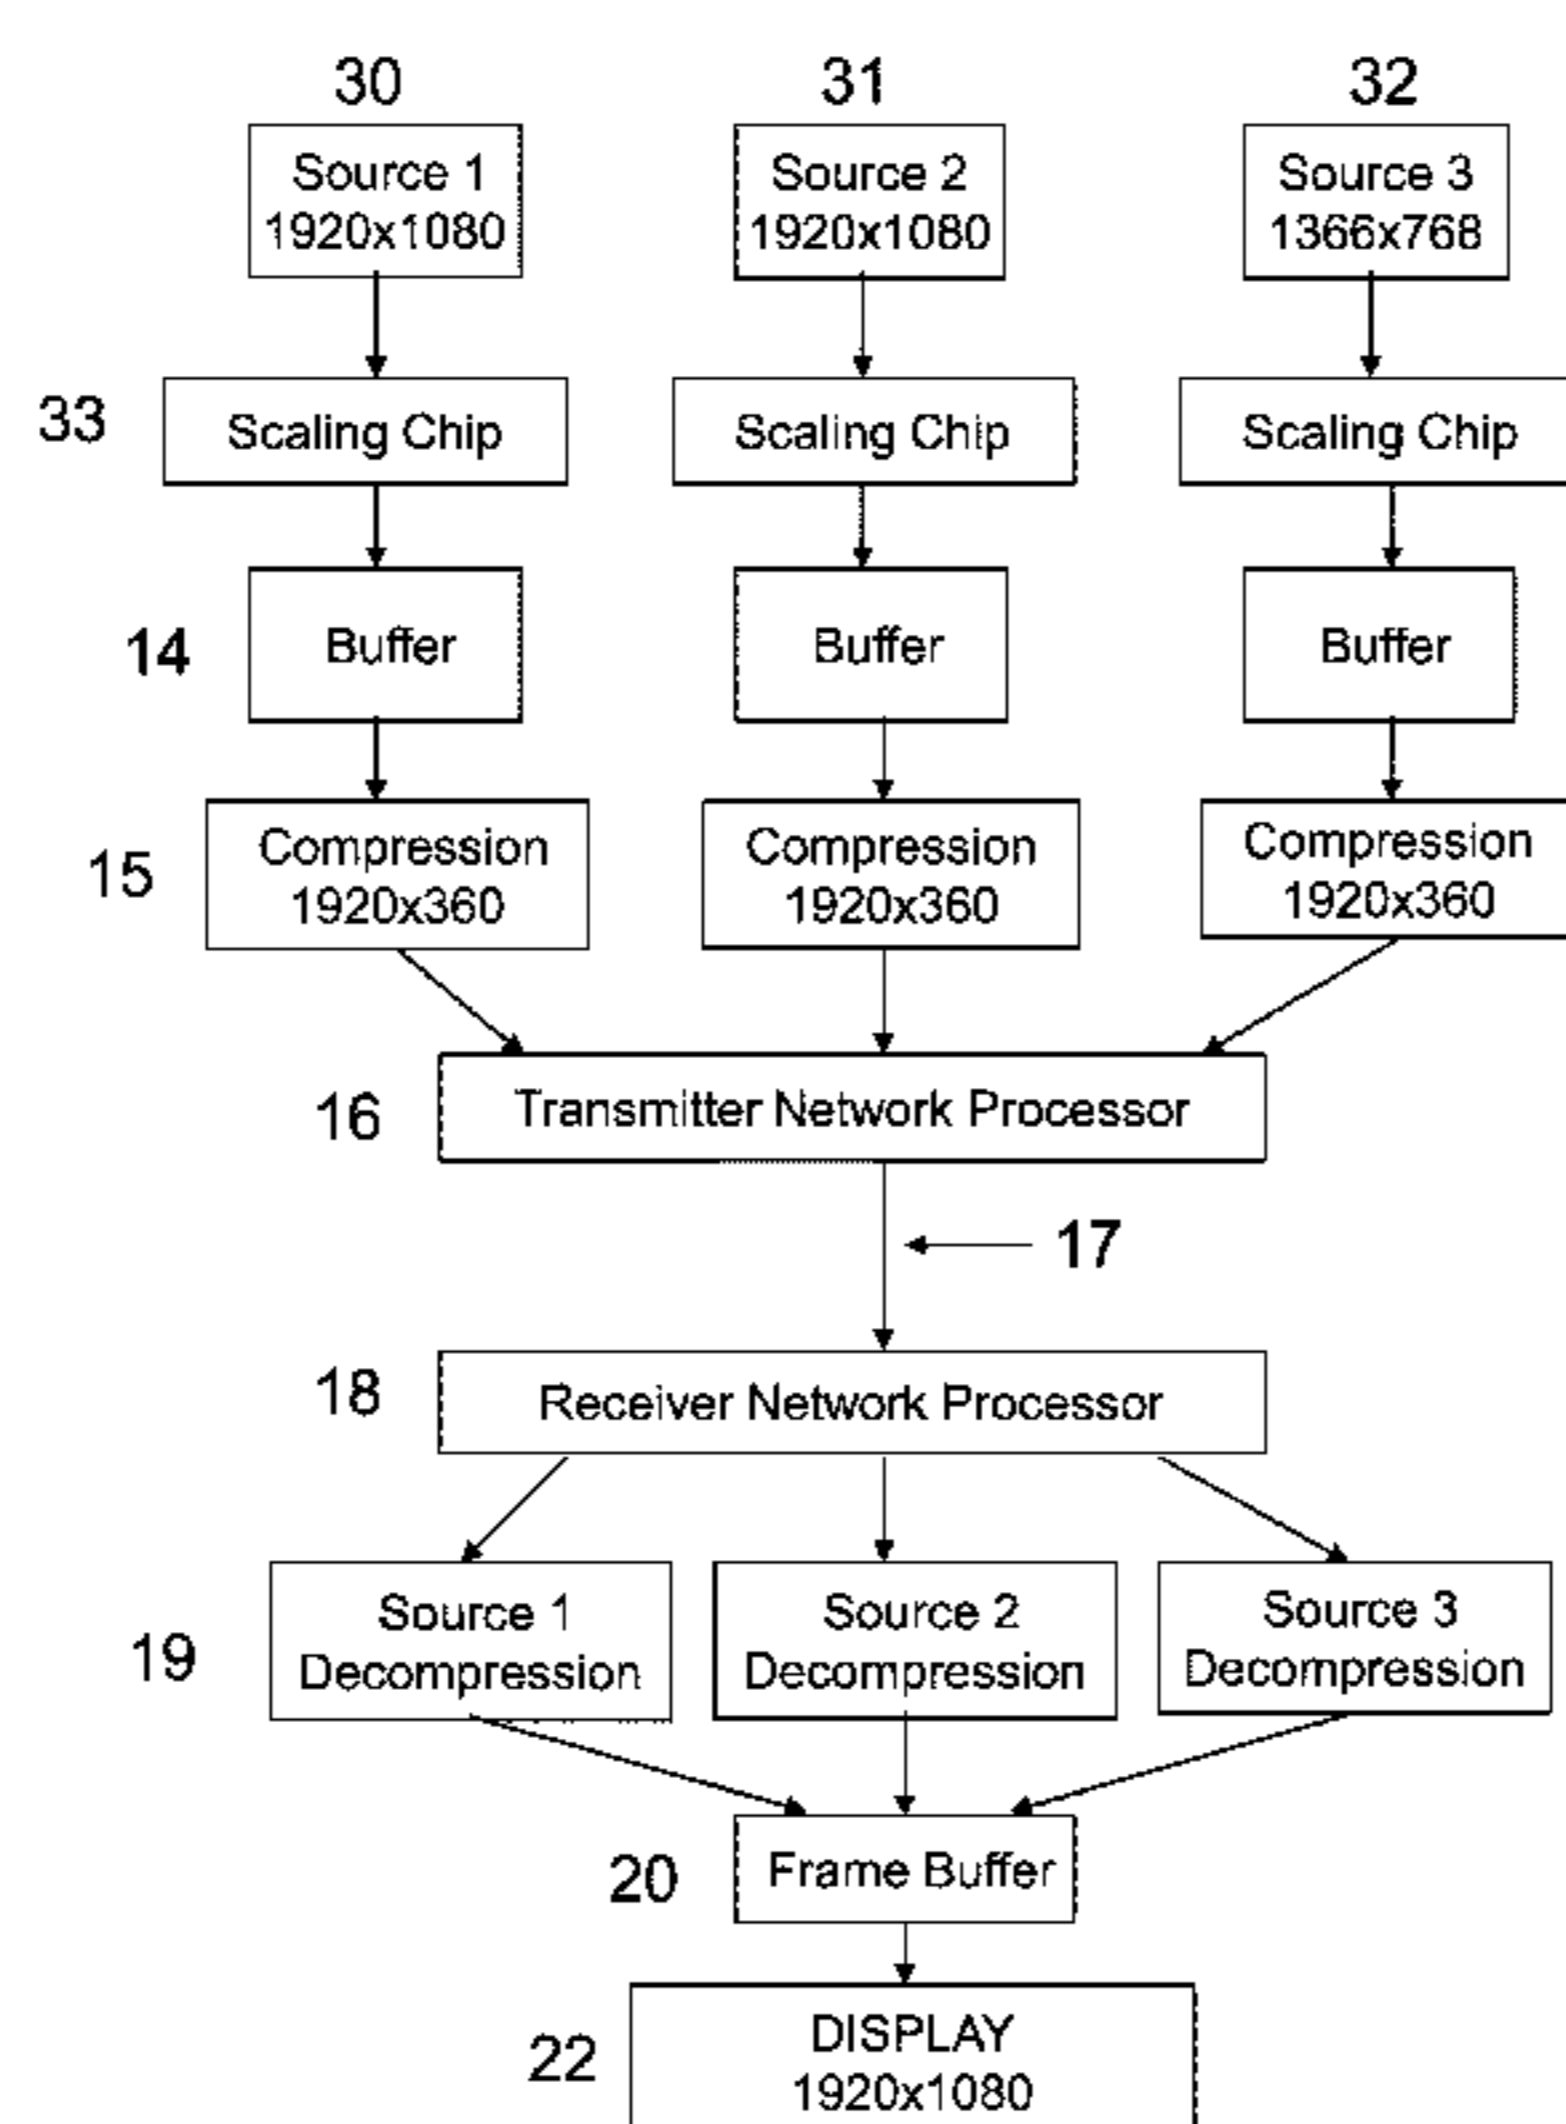 30 31 32
Source 1 Source 2 Source 3
1920x1080 1920x1080 1366x768
33 Scaling Chip Scaling Chip Scaling Chip
14 Buffer Buffer Buffer
15 Compression Compression Compression
1920x360 1920x360 1920x360
16 Transmitter Network Processor
17
18 Receiver Network Processor
19 Source 1 Source 2 Source 3
Decompression Decompression Decompression
20 Frame Buffer
22 DISPLAY
1920x1080